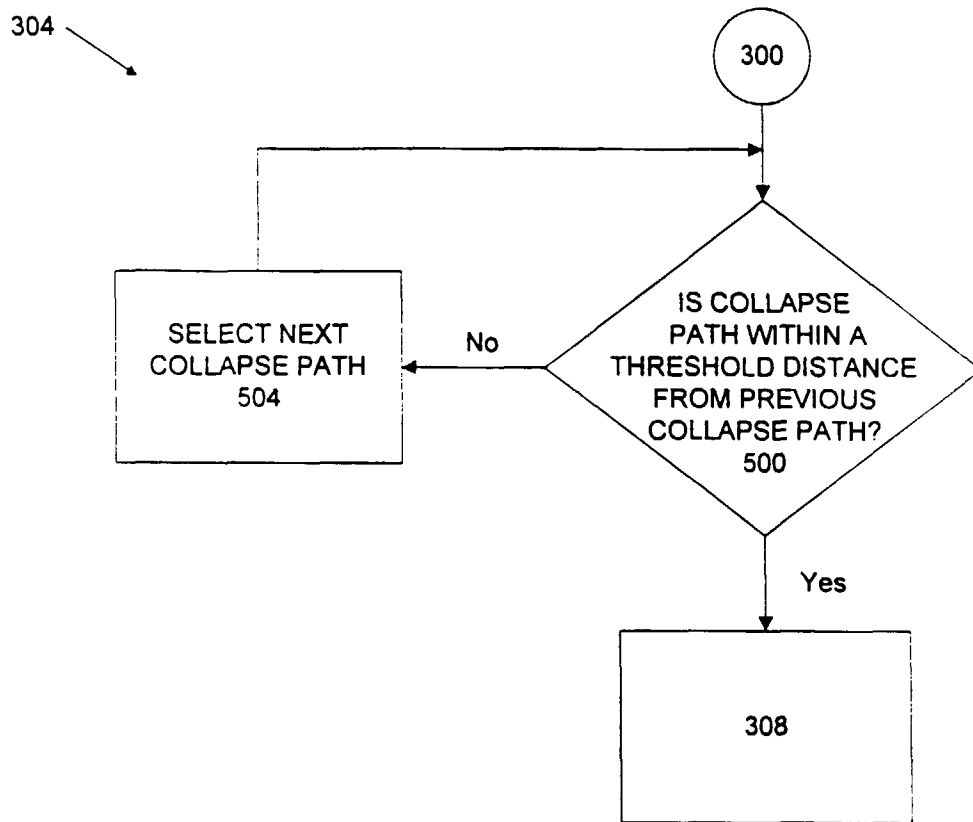 304
300
SELECT NEXT
COLLAPSE PATH
504
No
IS COLLAPSE
PATH WITHIN A
THRESHOLD DISTANCE
FROM PREVIOUS
COLLAPSE PATH?
500
Yes
308